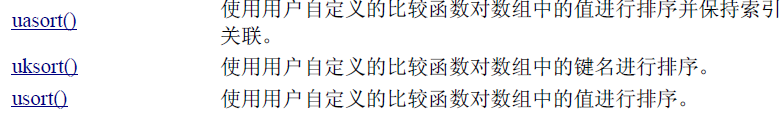 uasort() 使用用户自定义的比较函数对数组中的值进行排序并保持索引
关联。
uksort() 使用用户自定义的比较函数对数组中的键名进行排序。
usort() 使用用户自定义的比较函数对数组中的值进行排序。